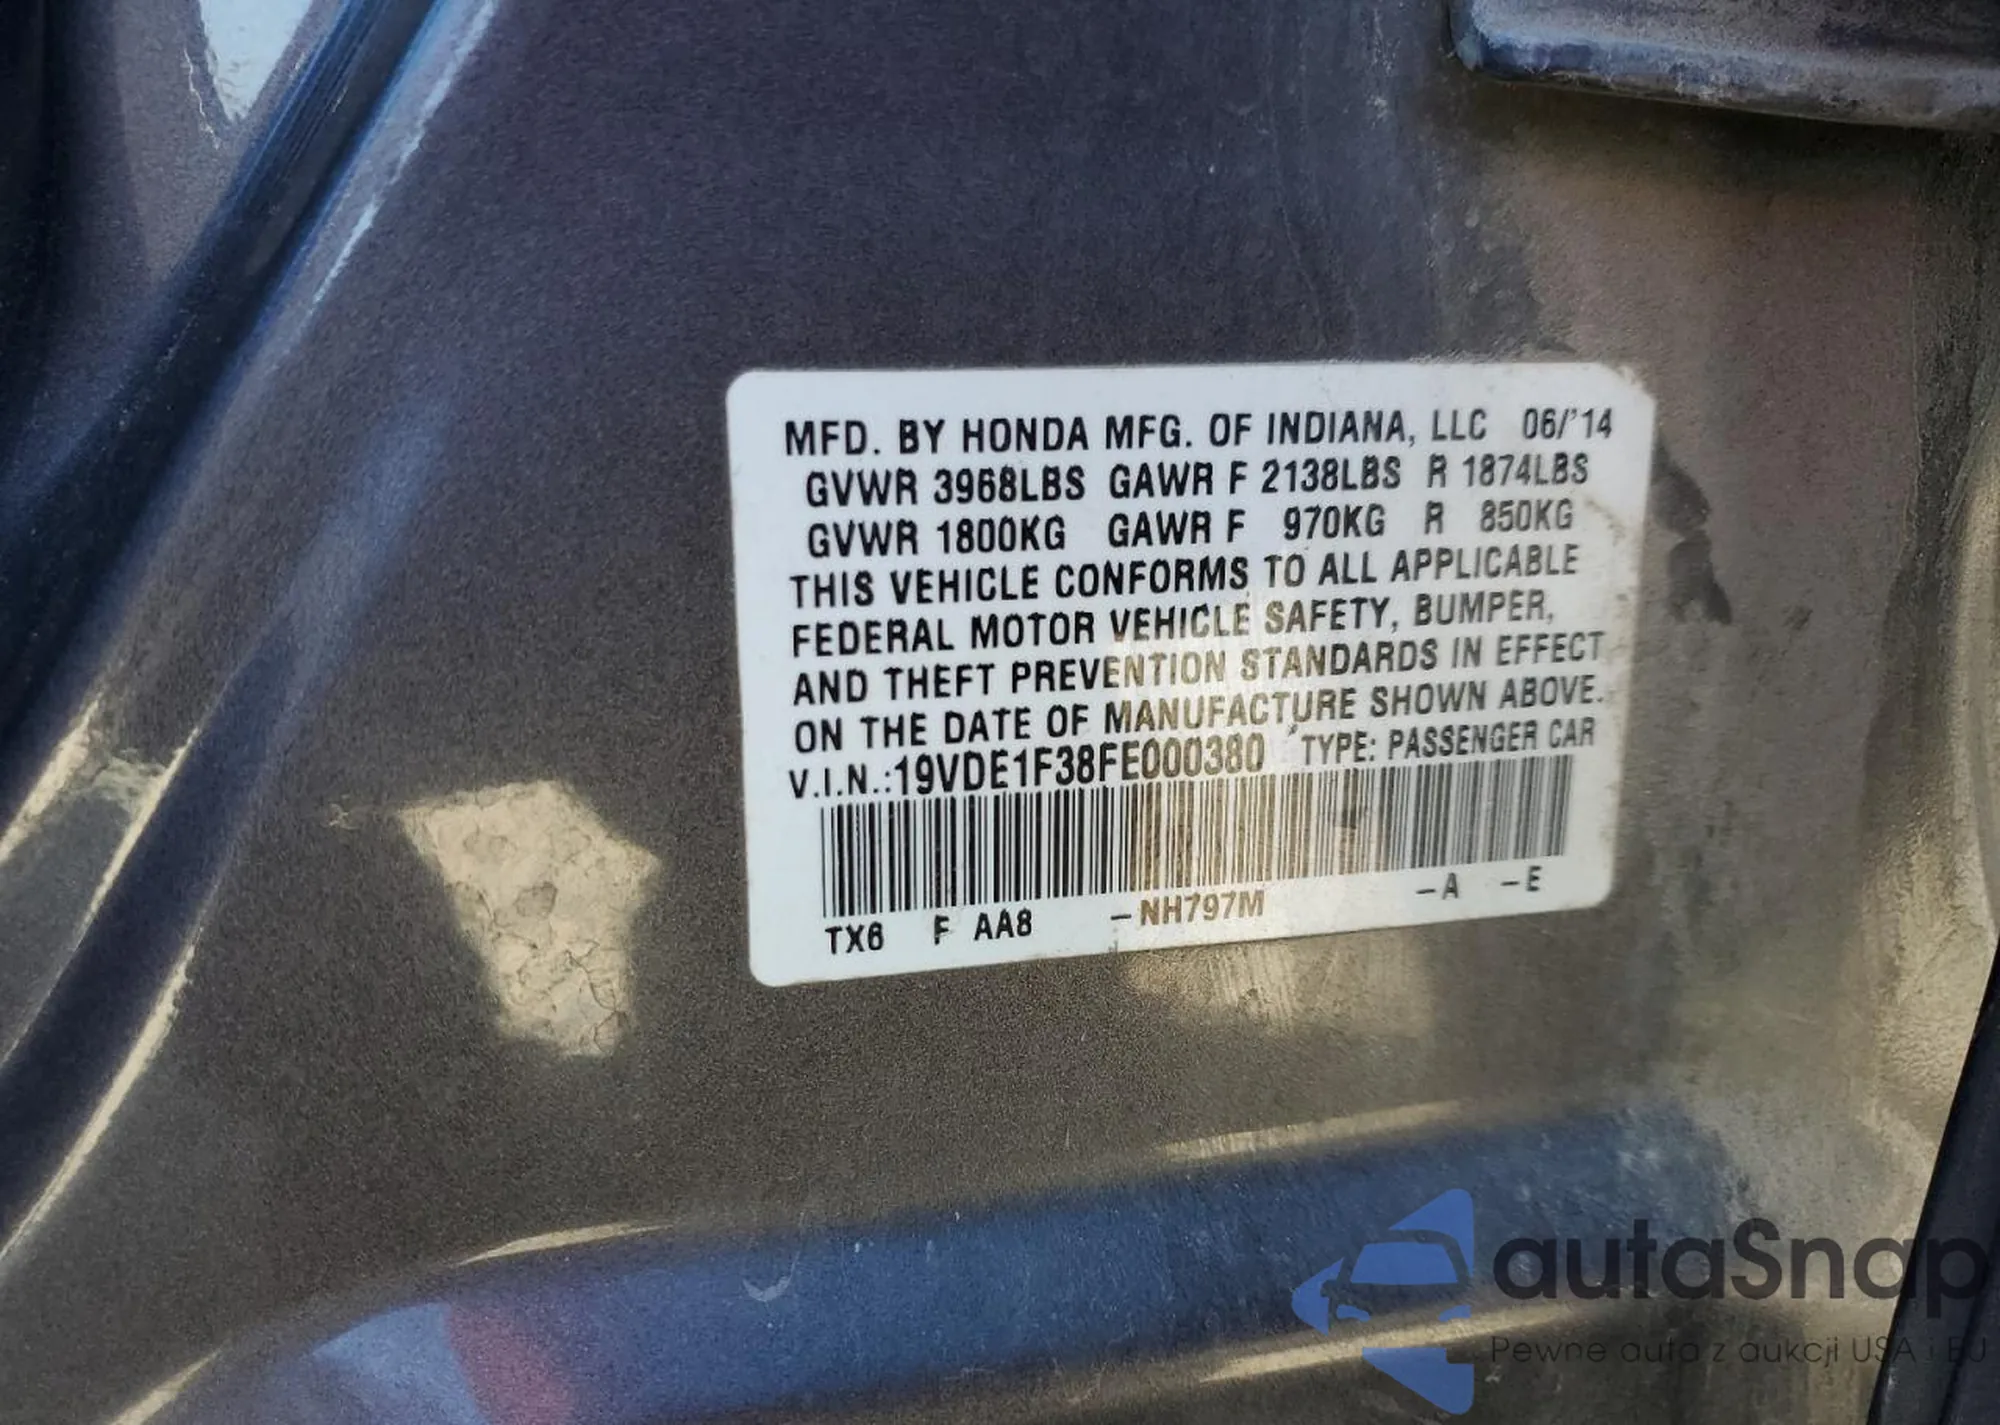 MFD. BY HONDA MFG. OF INDIANA, LLC 06/'14
GVWR 3968LBS GAWR F 2138LBS R 1874LBS
GVWR 1800KG GAWR F 970KG R 850KG
THIS VEHICLE CONFORMS TO ALL APPLICABLE
FEDERAL MOTOR VEHICLE SAFETY, BUMPER,
AND THEFT PREVENTION STANDARDS IN EFFECT
ON THE DATE OF MANUFACTURE SHOWN ABOVE.
V.I.N.:19VDE1F38FE000380 TYPE: PASSENGER CAR
TX6 F AA8 -NH797M -A -E
autaSnap
Pewne auta z aukcji USA i EU